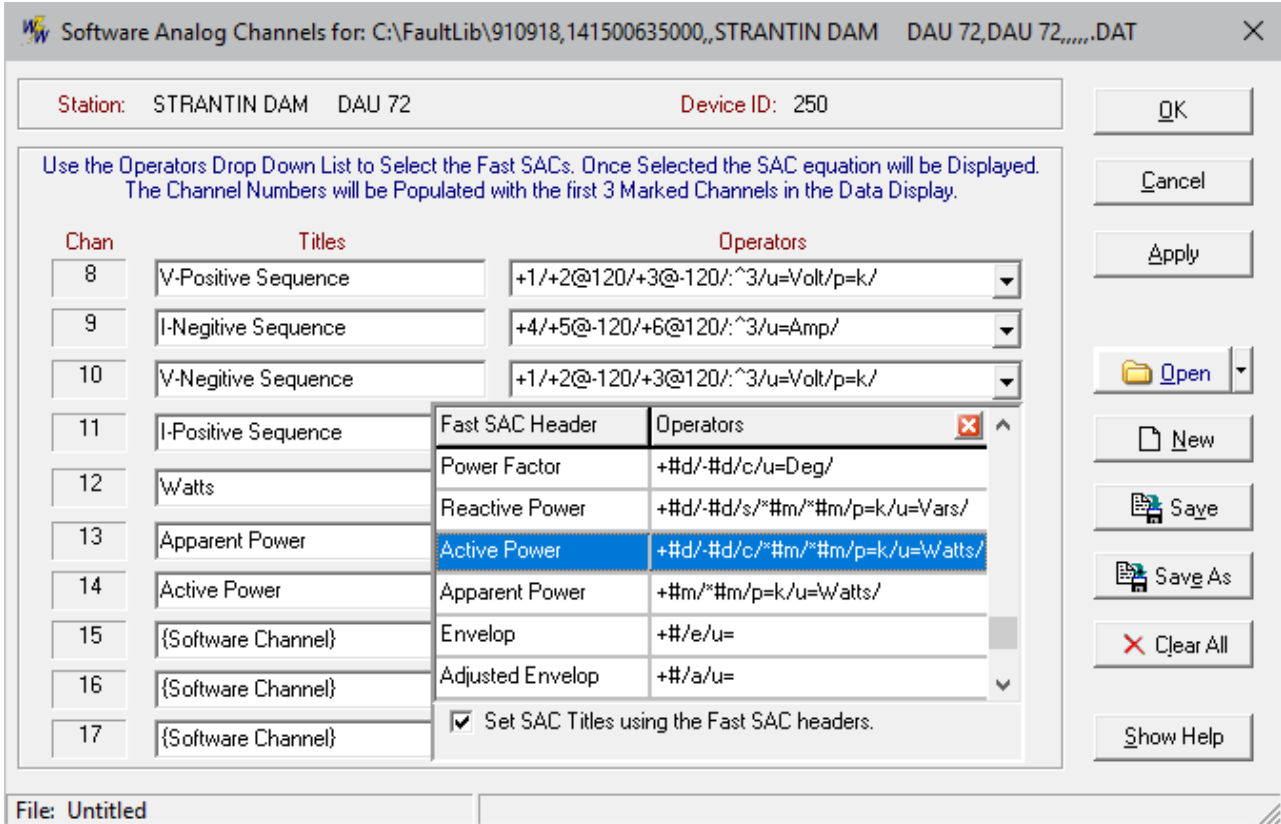 Software Analog Channels for: C:\FaultLib\910918,141500635000,,STRANTIN DAM DAU 72,DAU 72,,,,,.DAT
Station: STRANTIN DAM DAU 72 Device ID: 250
OK
Use the Operators Drop Down List to Select the Fast SACs. Once Selected the SAC equation will be Displayed.
The Channel Numbers will be Populated with the first 3 Marked Channels in the Data Display.
Cancel
Chan Titles Operators
Apply
8 V-Positive Sequence +1/+2@120/+3@-120/:^3/u=Volt/p=k/
9 I-Negitive Sequence +4/+5@-120/+6@120/:^3/u=Amp/
10 V-Negitive Sequence +1/+2@-120/+3@120/:^3/u=Volt/p=k/
Open
11 I-Positive Sequence
12 Watts
13 Apparent Power
14 Active Power
15 {Software Channel}
16 {Software Channel}
17 {Software Channel}
Fast SAC Header Operators
Power Factor +#d/-#d/c/u=Deg/
Reactive Power +#d/-#d/s/*#m/*#m/p=k/u=Vars/
Active Power +#d/-#d/c/*#m/*#m/p=k/u=Watts/
Apparent Power +#m/*#m/p=k/u=Watts/
Envelop +#/e/u=
Adjusted Envelop +#/a/u=
Set SAC Titles using the Fast SAC headers.
New
Save
Save As
Clear All
Show Help
File: Untitled